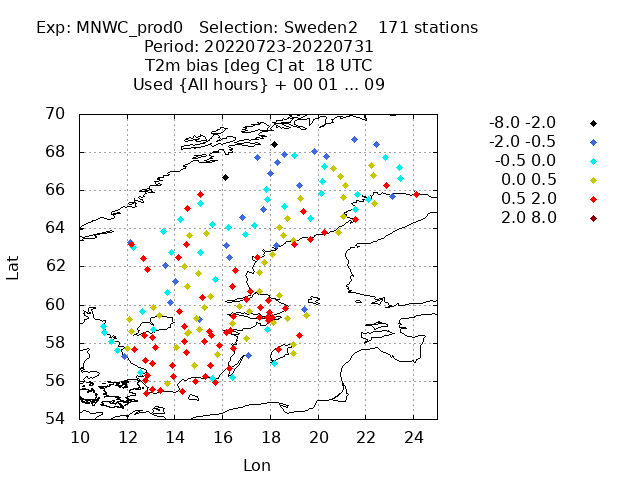 Exp: MNWC_prod0   Selection: Sweden2    171 stations
Period: 20220723-20220731
T2m bias [deg C] at  18 UTC
Used {All hours} + 00 01 ... 09
-8.0 -2.0
-2.0 -0.5
-0.5 0.0
0.0 0.5
0.5 2.0
2.0 8.0
70
68
66
64
62
60
58
56
54
Lat
10 12 14 16 18 20 22 24
Lon